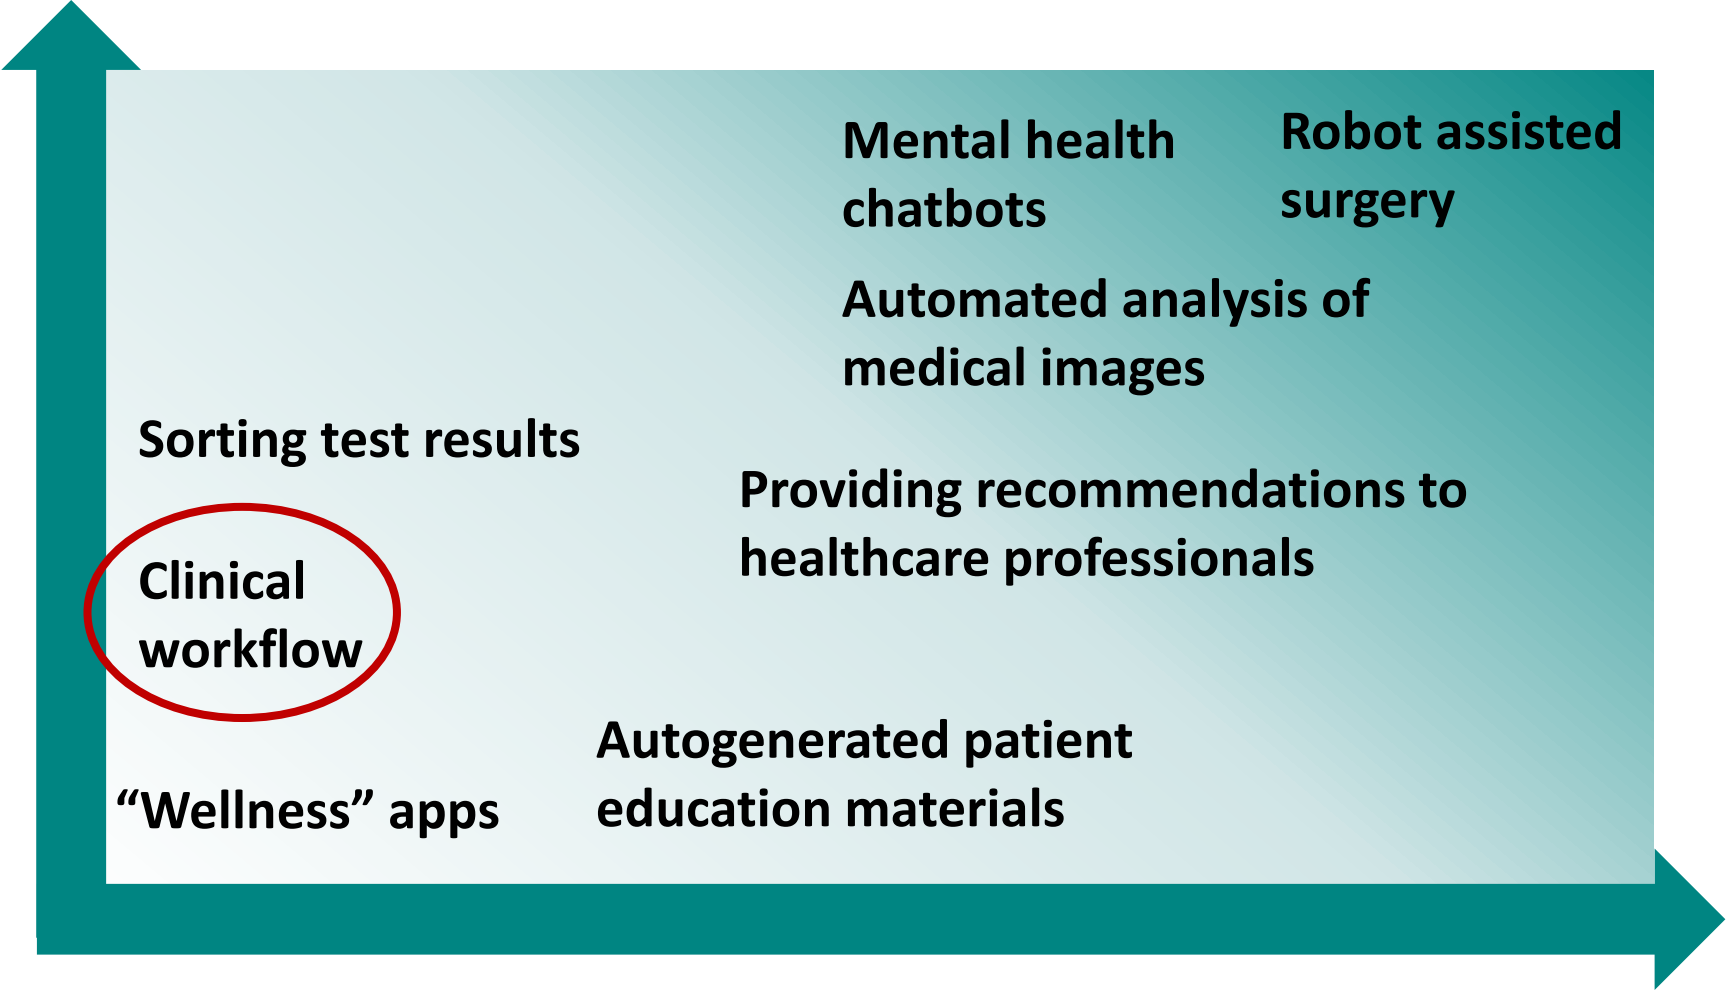 Mental health
chatbots
Robot assisted
surgery
Automated analysis of
medical images
Sorting test results
Providing recommendations to
healthcare professionals
Clinical
workflow
Autogenerated patient
education materials
“Wellness” apps